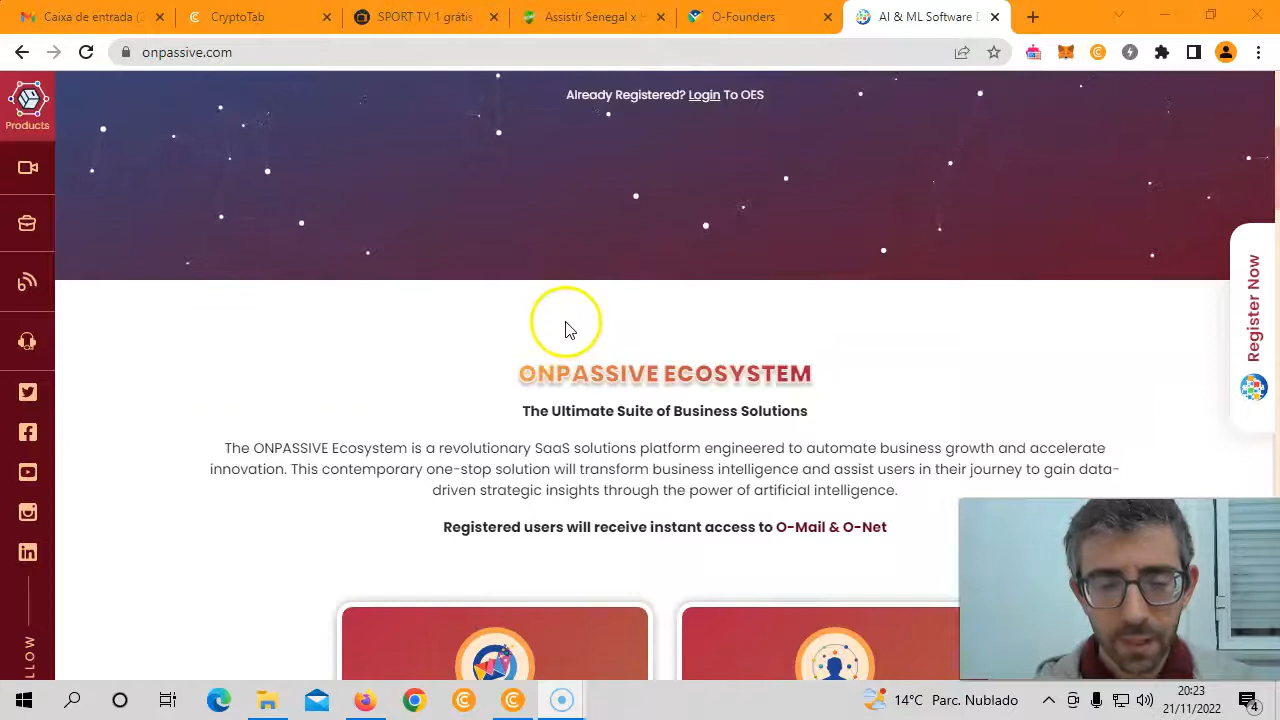 Caixa de entrada (2
CryptoTab
SPORT TV 1 grátis
Assistir Senegal x H
O-Founders
AI & ML Software D
onpassive.com
Products
Already Registered? Login To OES
Register Now
ONPASSIVE ECOSYSTEM
The Ultimate Suite of Business Solutions
The ONPASSIVE Ecosystem is a revolutionary SaaS solutions platform engineered to automate business growth and accelerate
innovation. This contemporary one-stop solution will transform business intelligence and assist users in their journey to gain data-
driven strategic insights through the power of artificial intelligence.
Registered users will receive instant access to O-Mail & O-Net
LLOW
14°C Parc. Nublado
20:23
21/11/2022
4